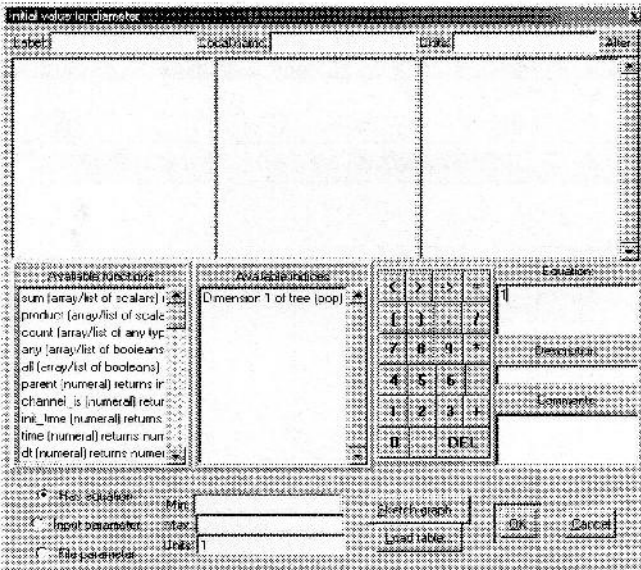 Initial value for diameter
Label: Local name: Units: Alter
Available functions
sum (array/list of scalars) r
product (array/list of scala
count (array/list of any typ
any (array/list of booleans
all (array/list of booleans)
parent (numeral) returns in
channel_is (numeral) retur
init_time (numeral) returns
time (numeral) returns num
dt (numeral) returns numer
Available indices
Dimension 1 of tree (pop)
< > -> =
( ) /
7 8 9 *
4 5 6
1 2 3 +
0 DEL
Equation:
1
Description:
Comments:
Has equation
Input parameter
File parameter
Min:
Max:
Units: 1
Sketch graph...
Load table...
OK
Cancel